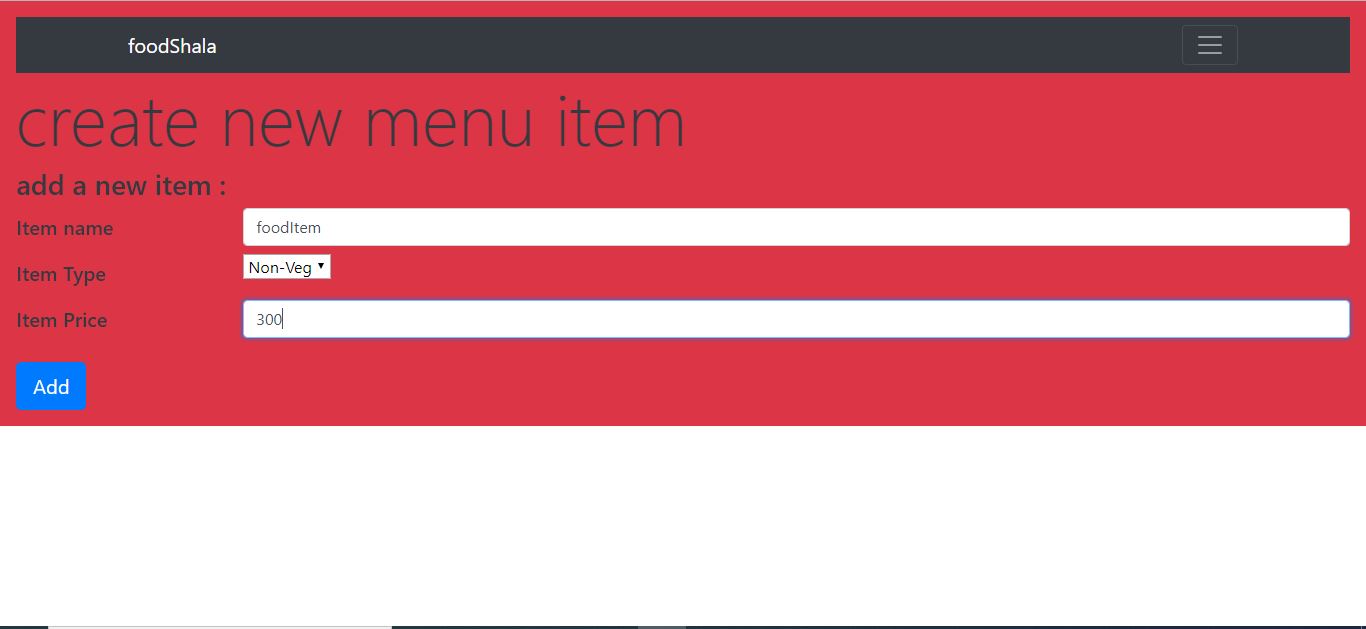 foodShala
create new menu item
add a new item :
Item name foodItem
Item Type Non-Veg
Item Price 300
Add